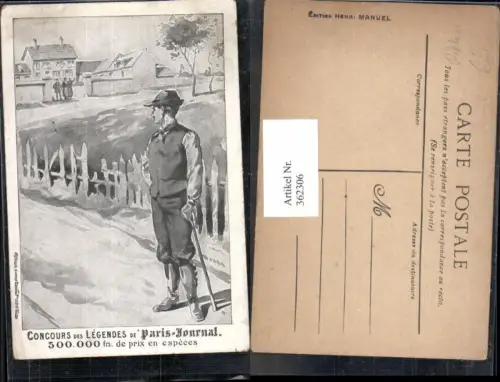 CONCOURS DES LÉGENDES DE "Paris-Journal.
500.000 fr. de prix en espèces
ÉDITION HENRI MANUEL
CARTE POSTALE
Tous les pays étrangers n'acceptent pas la correspondance au recto.
(Se renseigner à la poste)
Correspondance
Adresse du destinataire
M
Artikel Nr.
362306